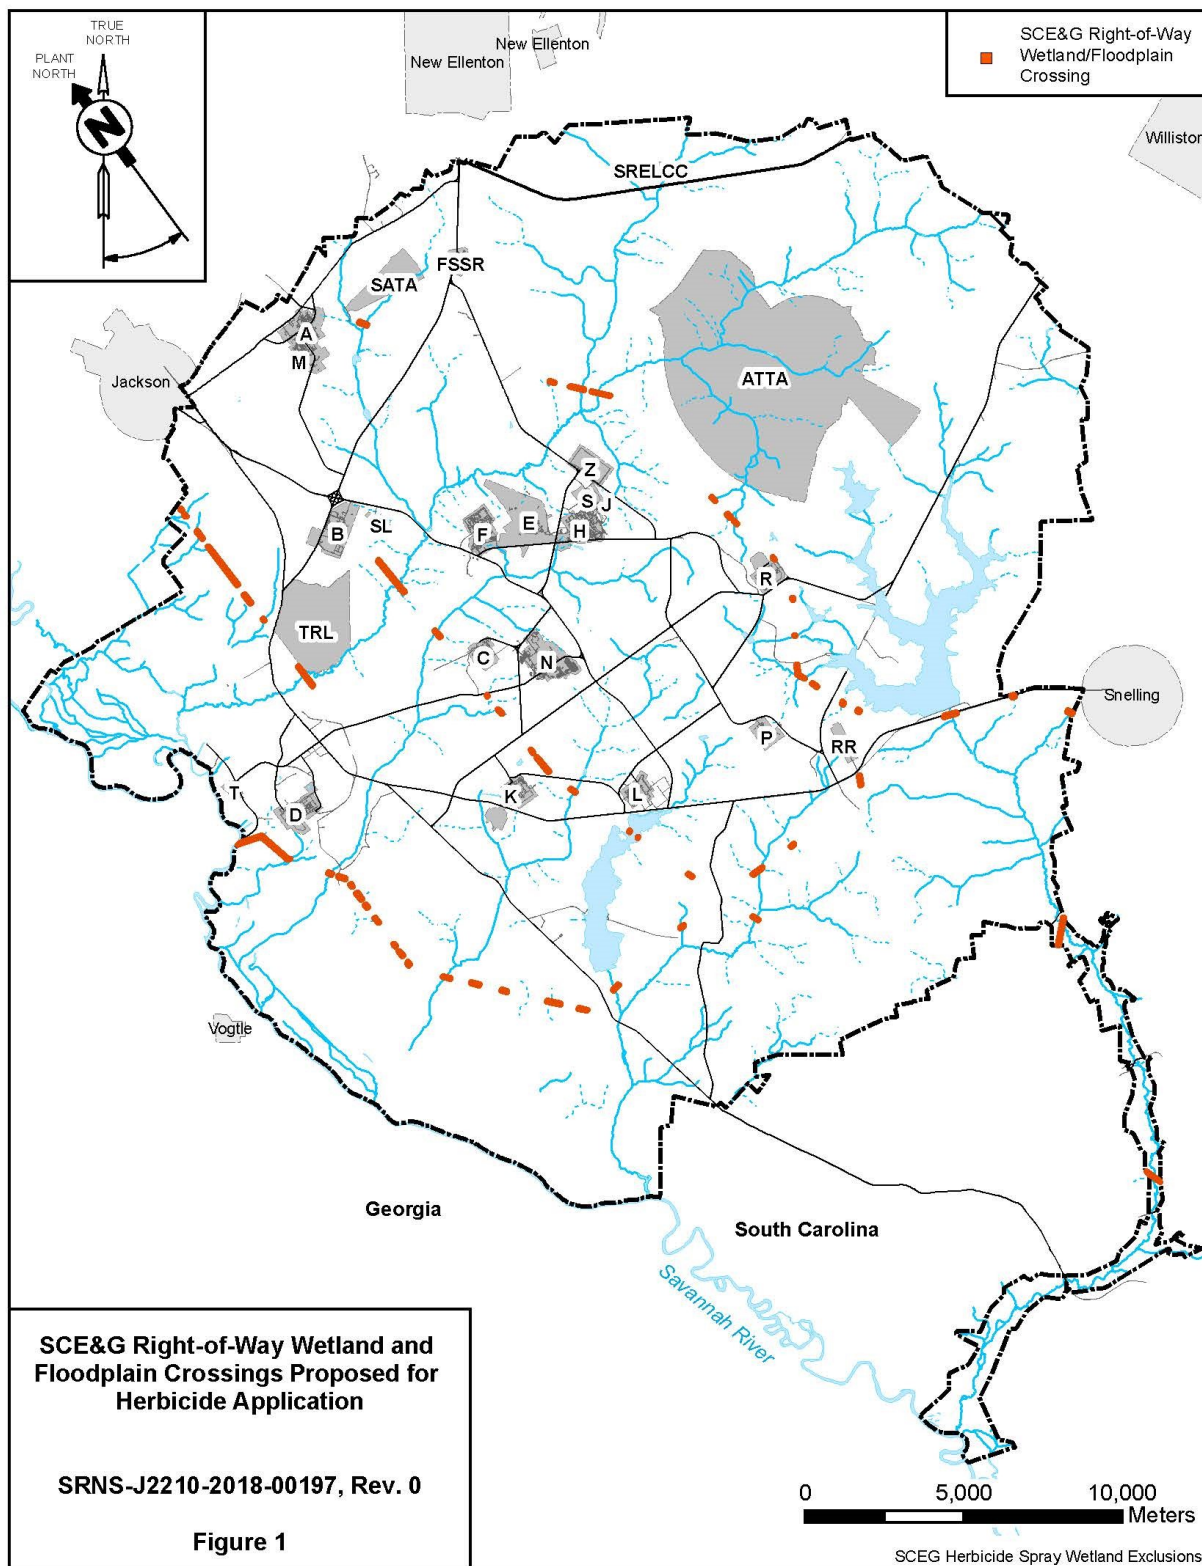 TRUE
NORTH
PLANT
NORTH
N
New Ellenton
New Ellenton
SCE&G Right-of-Way
Wetland/Floodplain
Crossing
Williston
SRELCC
FSSR
SATA
A
M
Jackson
ATTA
Z
S
J
B
SL
F
E
H
R
TRL
C
N
Snelling
P
RR
T
D
K
L
Vogtle
Georgia
South Carolina
Savannah River
SCE&G Right-of-Way Wetland and
Floodplain Crossings Proposed for
Herbicide Application
SRNS-J2210-2018-00197, Rev. 0
Figure 1
0 5,000 10,000
Meters
SCEG Herbicide Spray Wetland Exclusions